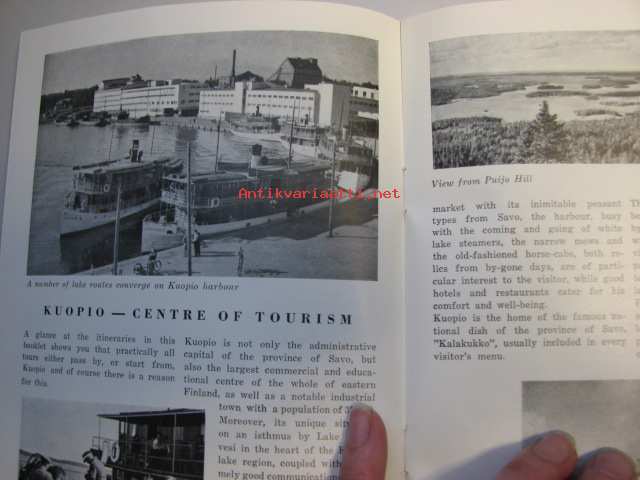 Antikvariaatti.net
A number of lake routes converge on Kuopio harbour
KUOPIO — CENTRE OF TOURISM
A glance at the itineraries in this
booklet shows you that practically all
tours either pass by, or start from,
Kuopio and of course there is a reason
for this.
Kuopio is not only the administrative
capital of the province of Savo, but
also the largest commercial and educa-
tional centre of the whole of eastern
Finland, as well as a notable industrial
town with a population of
Moreover, its unique
on an isthmus by Lake
vesi in the heart of the
lake region, coupled with
mely good communication
View from Puijo Hill
market with its inimitable peasant
types from Savo, the harbour, busy
with the coming and going of white
lake steamers, the narrow mews and
the old-fashioned horse-cabs, both re-
lics from by-gone days, are of parti-
cular interest to the visitor, while good
hotels and restaurants cater for his
comfort and well-being.
Kuopio is the home of the famous tra-
ditional dish of the province of Savo,
"Kalakukko", usually included in every
visitor's menu.